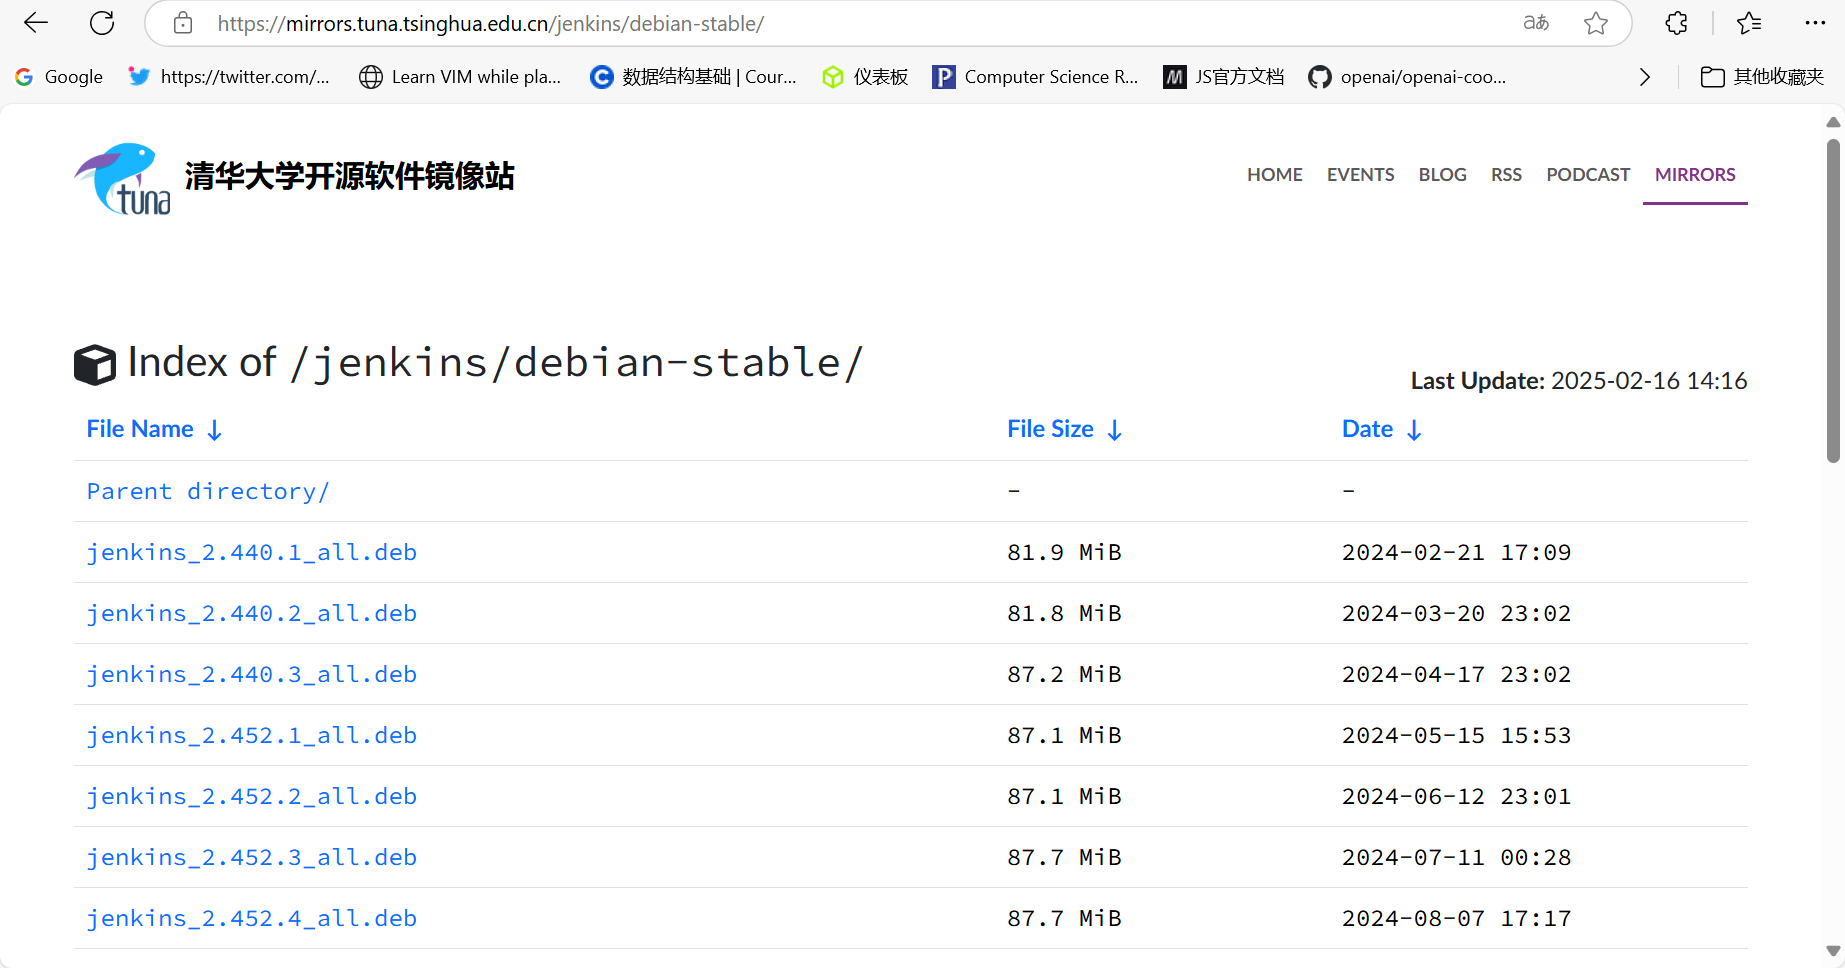 https://mirrors.tuna.tsinghua.edu.cn/jenkins/debian-stable/ aあ
Google https://twitter.com/... Learn VIM while pla... 数据结构基础 | Cour... 仪表板 Computer Science R... JS官方文档 openai/openai-coo... 其他收藏夹
tuna 清华大学开源软件镜像站 HOME EVENTS BLOG RSS PODCAST MIRRORS
Index of /jenkins/debian-stable/
Last Update: 2025-02-16 14:16
File Name ↓ File Size ↓ Date ↓
Parent directory/ - -
jenkins_2.440.1_all.deb 81.9 MiB 2024-02-21 17:09
jenkins_2.440.2_all.deb 81.8 MiB 2024-03-20 23:02
jenkins_2.440.3_all.deb 87.2 MiB 2024-04-17 23:02
jenkins_2.452.1_all.deb 87.1 MiB 2024-05-15 15:53
jenkins_2.452.2_all.deb 87.1 MiB 2024-06-12 23:01
jenkins_2.452.3_all.deb 87.7 MiB 2024-07-11 00:28
jenkins_2.452.4_all.deb 87.7 MiB 2024-08-07 17:17